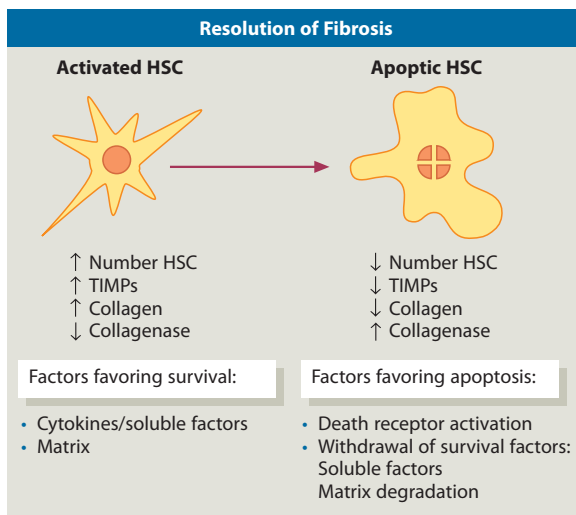 Resolution of Fibrosis
Activated HSC
↑ Number HSC
↑ TIMPs
↑ Collagen
↓ Collagenase
Factors favoring survival:
• Cytokines/soluble factors
• Matrix
Apoptic HSC
↓ Number HSC
↓ TIMPs
↓ Collagen
↑ Collagenase
Factors favoring apoptosis:
• Death receptor activation
• Withdrawal of survival factors:
Soluble factors
Matrix degradation